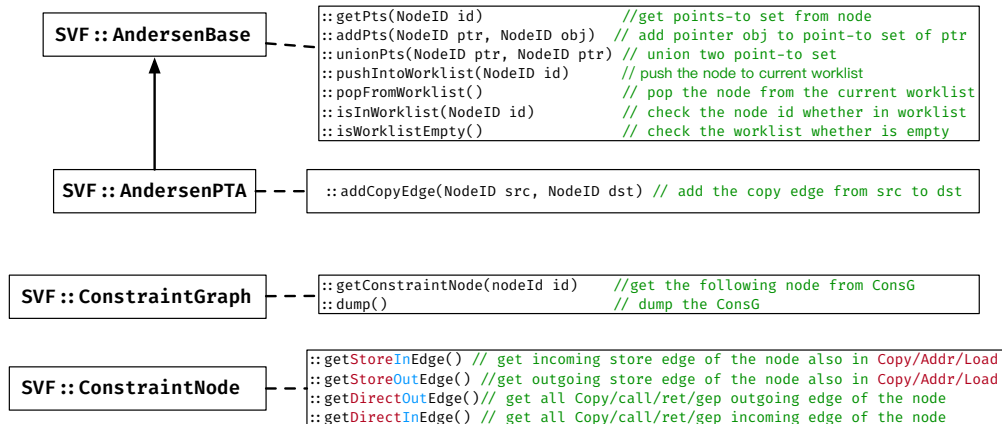 SVF::AndersenBase
::getPts(NodeID id) //get points-to set from node
::addPts(NodeID ptr, NodeID obj) // add pointer obj to point-to set of ptr
::unionPts(NodeID ptr, NodeID ptr) // union two point-to set
::pushIntoWorklist(NodeID id) // push the node to current worklist
::popFromWorklist() // pop the node from the current worklist
::isInWorklist(NodeID id) // check the node id whether in worklist
::isWorklistEmpty() // check the worklist whether is empty
SVF::AndersenPTA
::addCopyEdge(NodeID src, NodeID dst) // add the copy edge from src to dst
SVF::ConstraintGraph
::getConstraintNode(nodeId id) //get the following node from ConsG
::dump() // dump the ConsG
SVF::ConstraintNode
::getStoreInEdge() // get incoming store edge of the node also in Copy/Addr/Load
::getStoreOutEdge() //get outgoing store edge of the node also in Copy/Addr/Load
::getDirectOutEdge()// get all Copy/call/ret/gep outgoing edge of the node
::getDirectInEdge() // get all Copy/call/ret/gep incoming edge of the node